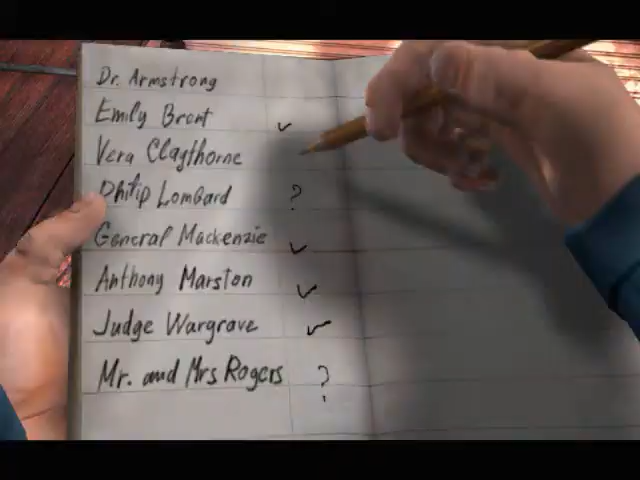 Dr. Armstrong
Emily Brent ✓
Vera Claythorne
Philip Lombard ?
General Mackenzie ✓
Anthony Marston ✓
Judge Wargrave ✓
Mr. and Mrs Rogers ?